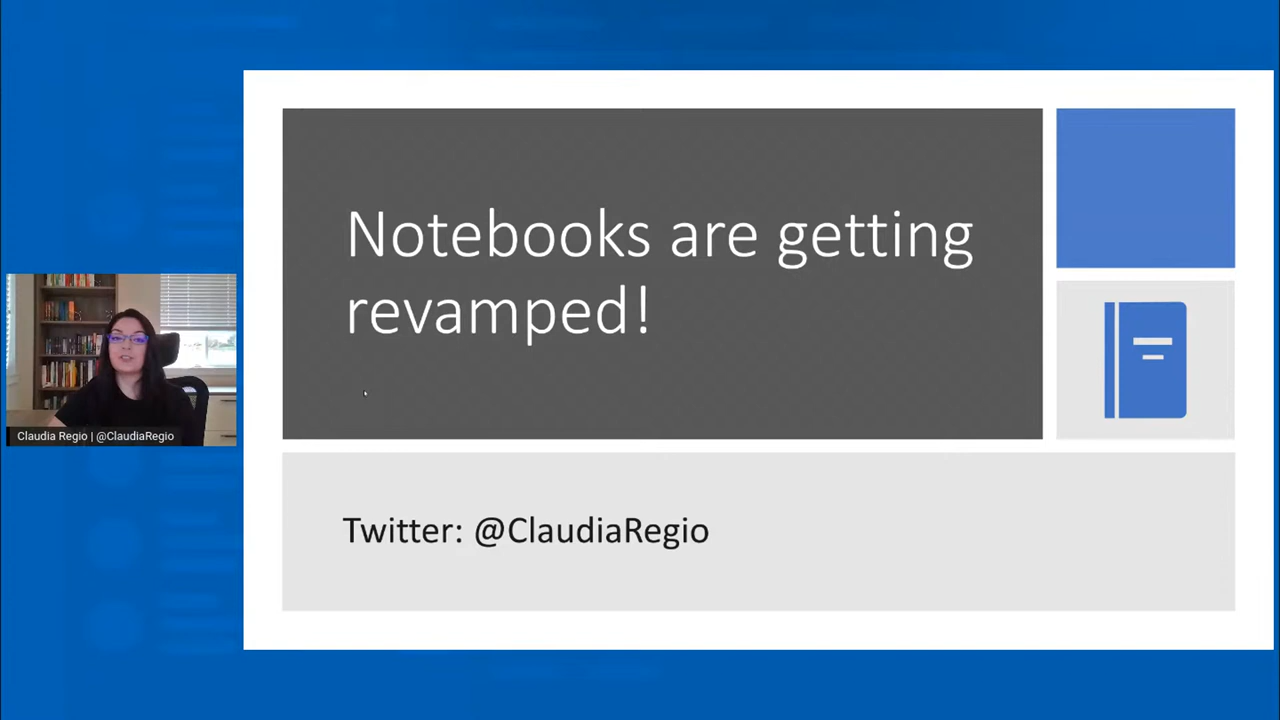 Notebooks are getting
revamped!
Claudia Regio | @ClaudiaRegio
Twitter: @ClaudiaRegio